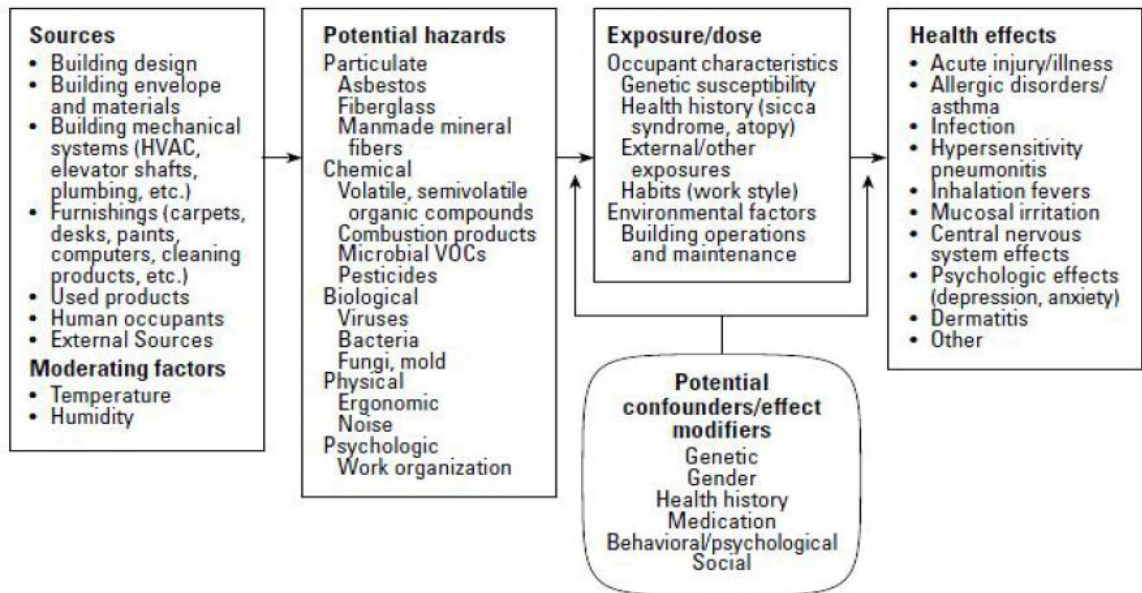 Sources
• Building design
• Building envelope
and materials
• Building mechanical
systems (HVAC,
elevator shafts,
plumbing, etc.)
• Furnishings (carpets,
desks, paints,
computers, cleaning
products, etc.)
• Used products
• Human occupants
• External Sources
Moderating factors
• Temperature
• Humidity
Potential hazards
Particulate
Asbestos
Fiberglass
Manmade mineral
fibers
Chemical
Volatile, semivolatile
organic compounds
Combustion products
Microbial VOCs
Pesticides
Biological
Viruses
Bacteria
Fungi, mold
Physical
Ergonomic
Noise
Psychologic
Work organization
Exposure/dose
Occupant characteristics
Genetic susceptibility
Health history (sicca
syndrome, atopy)
External/other
exposures
Habits (work style)
Environmental factors
Building operations
and maintenance
Potential
confounders/effect
modifiers
Genetic
Gender
Health history
Medication
Behavioral/psychological
Social
Health effects
• Acute injury/illness
• Allergic disorders/
asthma
• Infection
• Hypersensitivity
pneumonitis
• Inhalation fevers
• Mucosal irritation
• Central nervous
system effects
• Psychologic effects
(depression, anxiety)
• Dermatitis
• Other